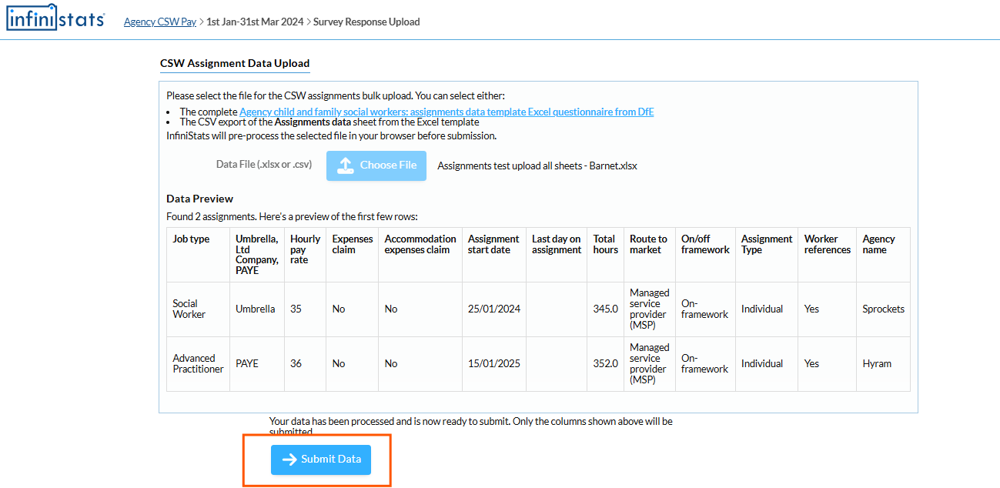 infinistats
Agency CSW Pay > 1st Jan-31st Mar 2024 > Survey Response Upload
CSW Assignment Data Upload
Please select the file for the CSW assignments bulk upload. You can select either:
• The complete Agency child and family social workers: assignments data template Excel questionnaire from DfE
• The CSV export of the Assignments data sheet from the Excel template
InfiniStats will pre-process the selected file in your browser before submission.
Data File (.xlsx or .csv) Choose File Assignments test upload all sheets - Barnet.xlsx
Data Preview
Found 2 assignments. Here's a preview of the first few rows:
Job type Umbrella, Hourly Expenses Accommodation Assignment Last day on Total Route to On/off Assignment Worker Agency
Ltd pay claim expenses claim start date assignment hours market framework Type references name
Company, rate
PAYE
Managed
Social service On-
Worker Umbrella 35 No No 25/01/2024 345.0 provider framework Individual Yes Sprockets
(MSP)
Managed
Advanced service On-
Practitioner PAYE 36 No No 15/01/2025 352.0 provider framework Individual Yes Hyram
(MSP)
Your data has been processed and is now ready to submit. Only the columns shown above will be
submitted
Submit Data